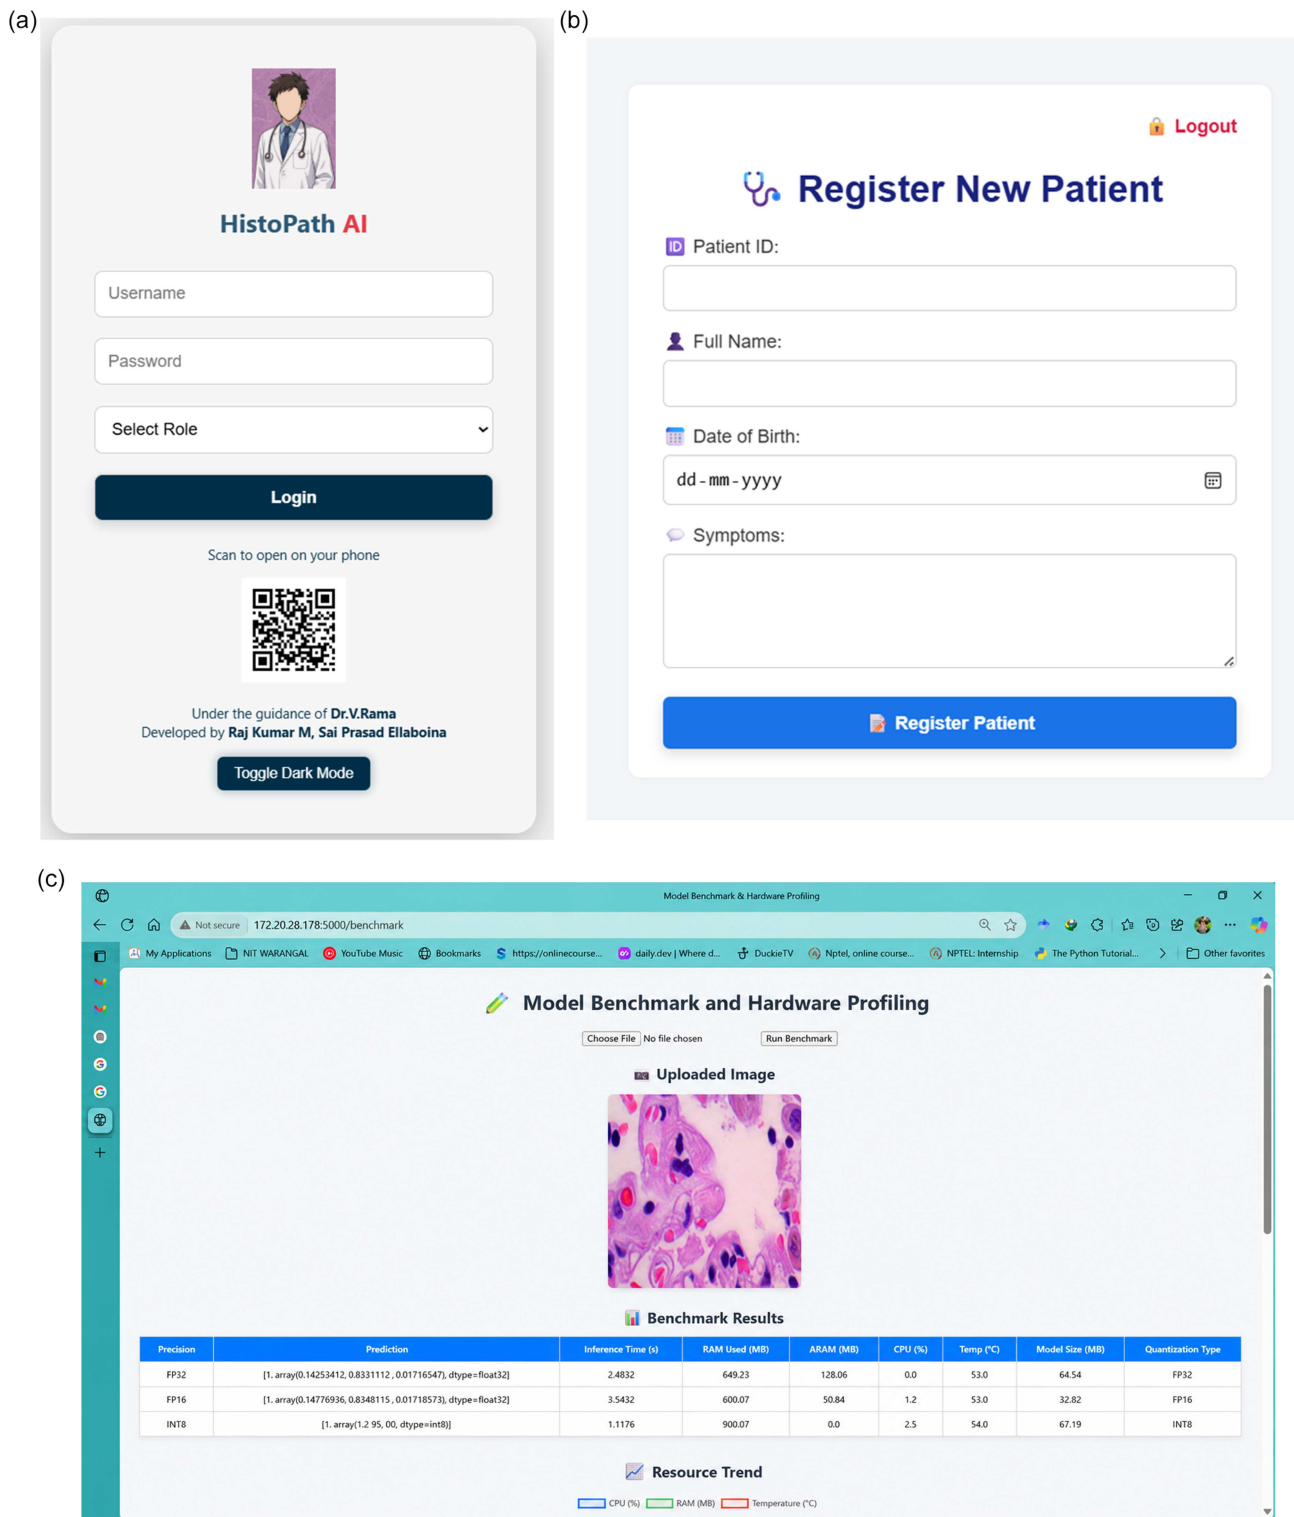 (a)
HistoPath AI
Username
Password
Select Role
Login
Scan to open on your phone
Under the guidance of Dr.V.Rama
Developed by Raj Kumar M, Sai Prasad Ellaboina
Toggle Dark Mode
(b)
Logout
Register New Patient
ID Patient ID:
Full Name:
Date of Birth:
dd-mm-yyyy
Symptoms:
Register Patient
(c)
Model Benchmark & Hardware Profiling
Not secure 172.20.28.178:5000/benchmark
My Applications NIT WARANGAL YouTube Music Bookmarks https://onlinecourse... daily.dev | Where d... DuckieTV Nptel, online course... NPTEL: Internship The Python Tutorial... Other favorites
Model Benchmark and Hardware Profiling
Choose File No file chosen Run Benchmark
Uploaded Image
Benchmark Results
Precision Prediction Inference Time (s) RAM Used (MB) ARAM (MB) CPU (%) Temp (°C) Model Size (MB) Quantization Type
FP32 [1. array(0.14253412, 0.8331112 , 0.01716547), dtype=float32] 2.4832 649.23 128.06 0.0 53.0 64.54 FP32
FP16 [1. array(0.14776936, 0.8348115 , 0.01718573), dtype=float32] 3.5432 600.07 50.84 1.2 53.0 32.82 FP16
INT8 [1. array(1.2 95, 00, dtype=int8)] 1.1176 900.07 0.0 2.5 54.0 67.19 INT8
Resource Trend
CPU (%) RAM (MB) Temperature (°C)